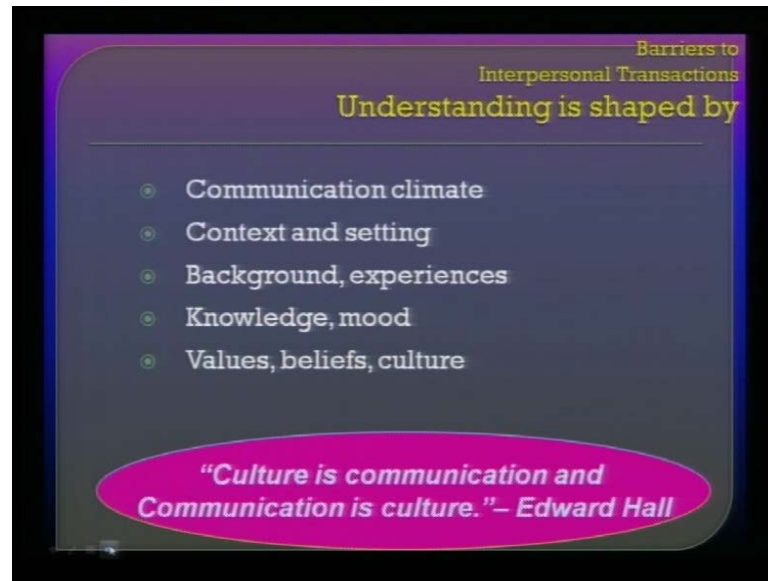 Barriers to
Interpersonal Transactions
Understanding is shaped by
Communication climate
Context and setting
Background, experiences
Knowledge, mood
Values, beliefs, culture
“Culture is communication and
Communication is culture.”– Edward Hall